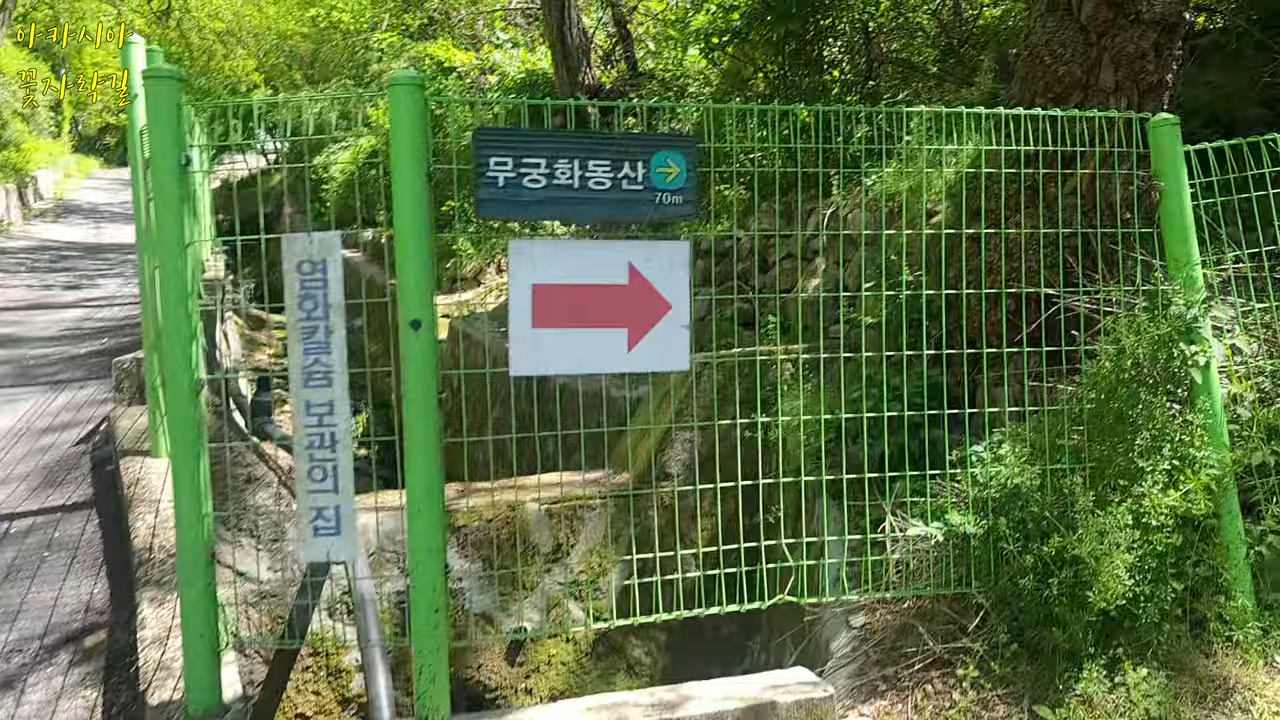 아카시아
꽃자락길
무궁화동산
70m
염화칼슘 보관의 집